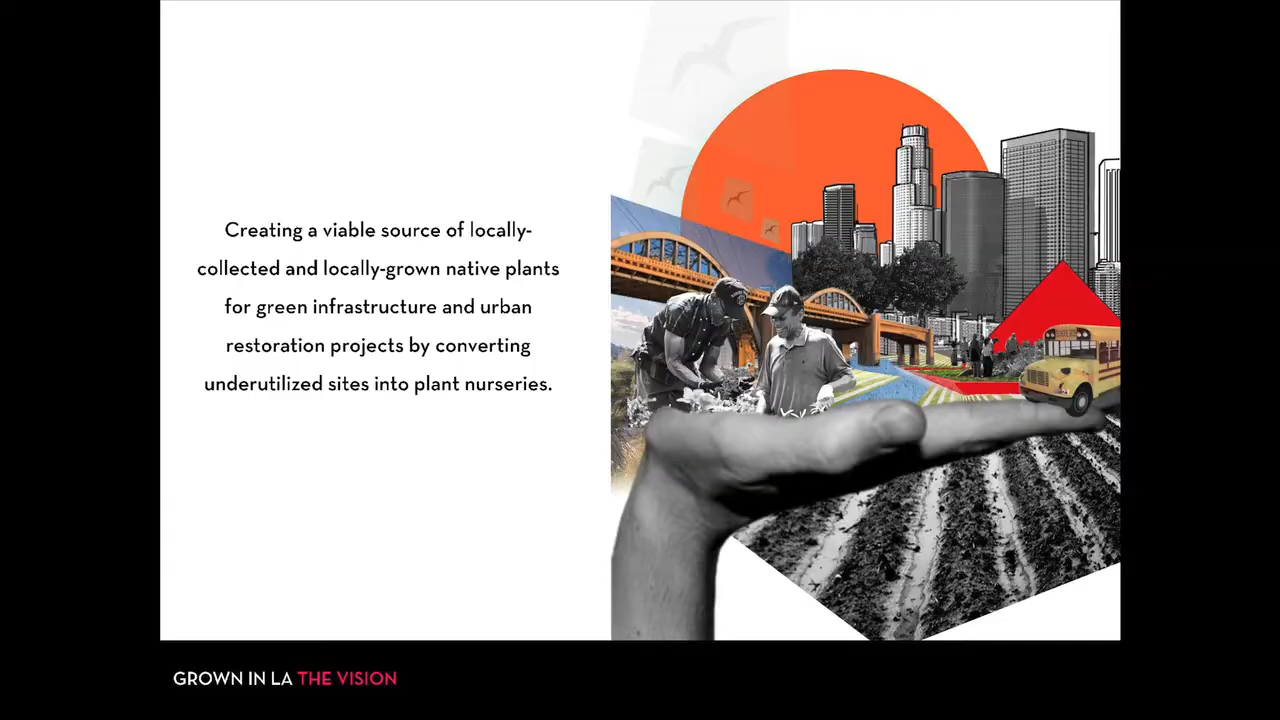 Creating a viable source of locally-
collected and locally-grown native plants
for green infrastructure and urban
restoration projects by converting
underutilized sites into plant nurseries.
GROWN IN LA THE VISION